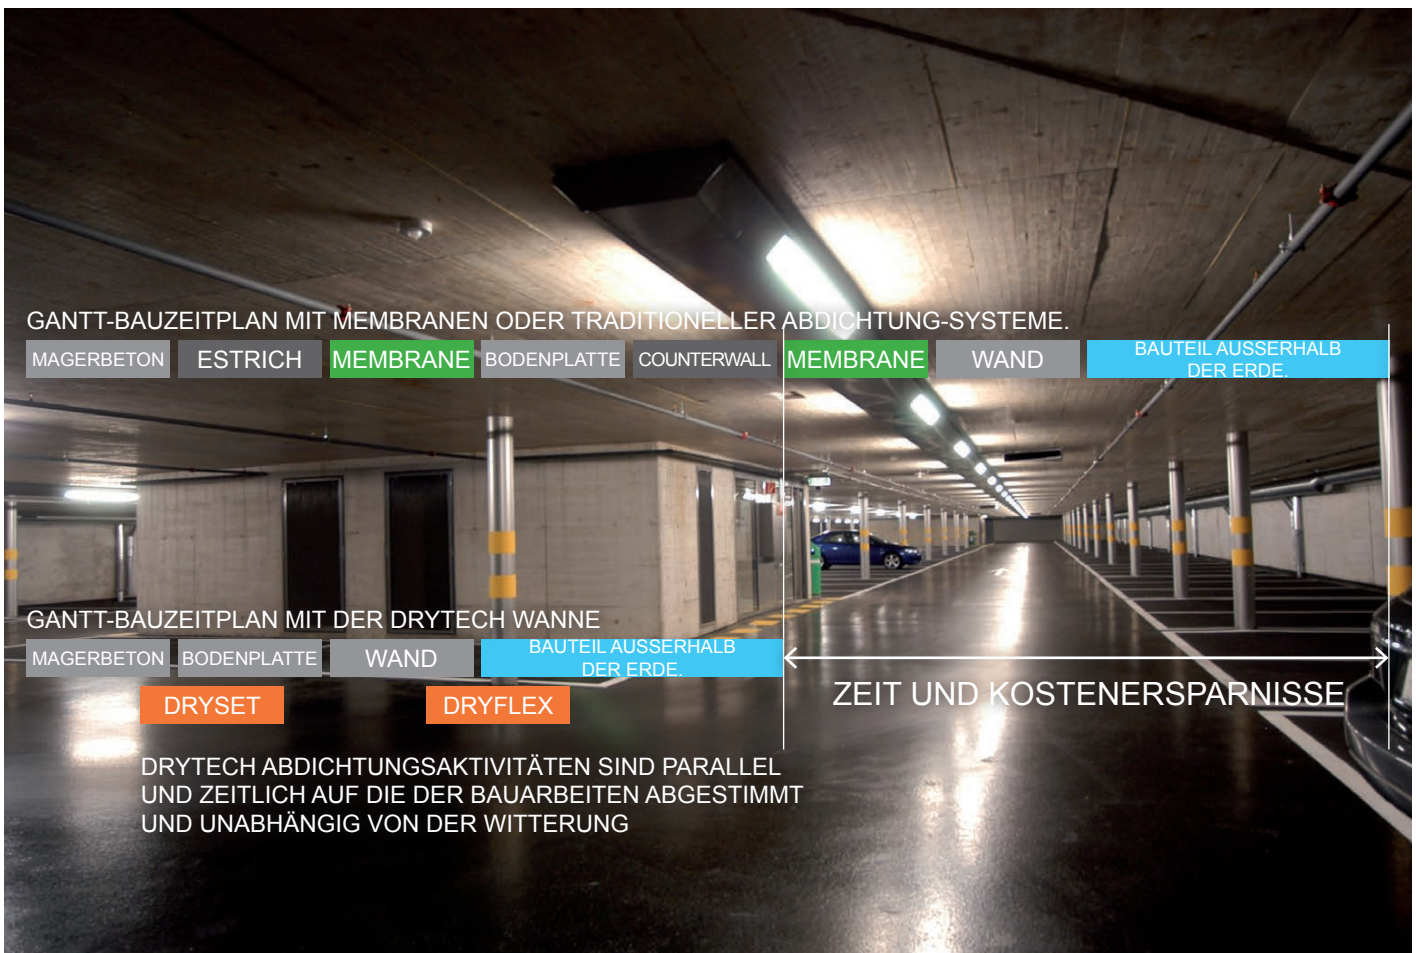 GANTT-BAUZEITPLAN MIT MEMBRANEN ODER TRADITIONELLER ABDICHTUNG-SYSTEME.
MAGERBETON ESTRICH MEMBRANE BODENPLATTE COUNTERWALL MEMBRANE WAND BAUTEIL AUSSERHALB
DER ERDE.
GANTT-BAUZEITPLAN MIT DER DRYTECH WANNE
MAGERBETON BODENPLATTE WAND BAUTEIL AUSSERHALB
DER ERDE.
DRYSET DRYFLEX
ZEIT UND KOSTENERSPARNISSE
DRYTECH ABDICHTUNGSAKTIVITÄTEN SIND PARALLEL
UND ZEITLICH AUF DIE DER BAUARBEITEN ABGESTIMMT
UND UNABHÄNGIG VON DER WITTERUNG